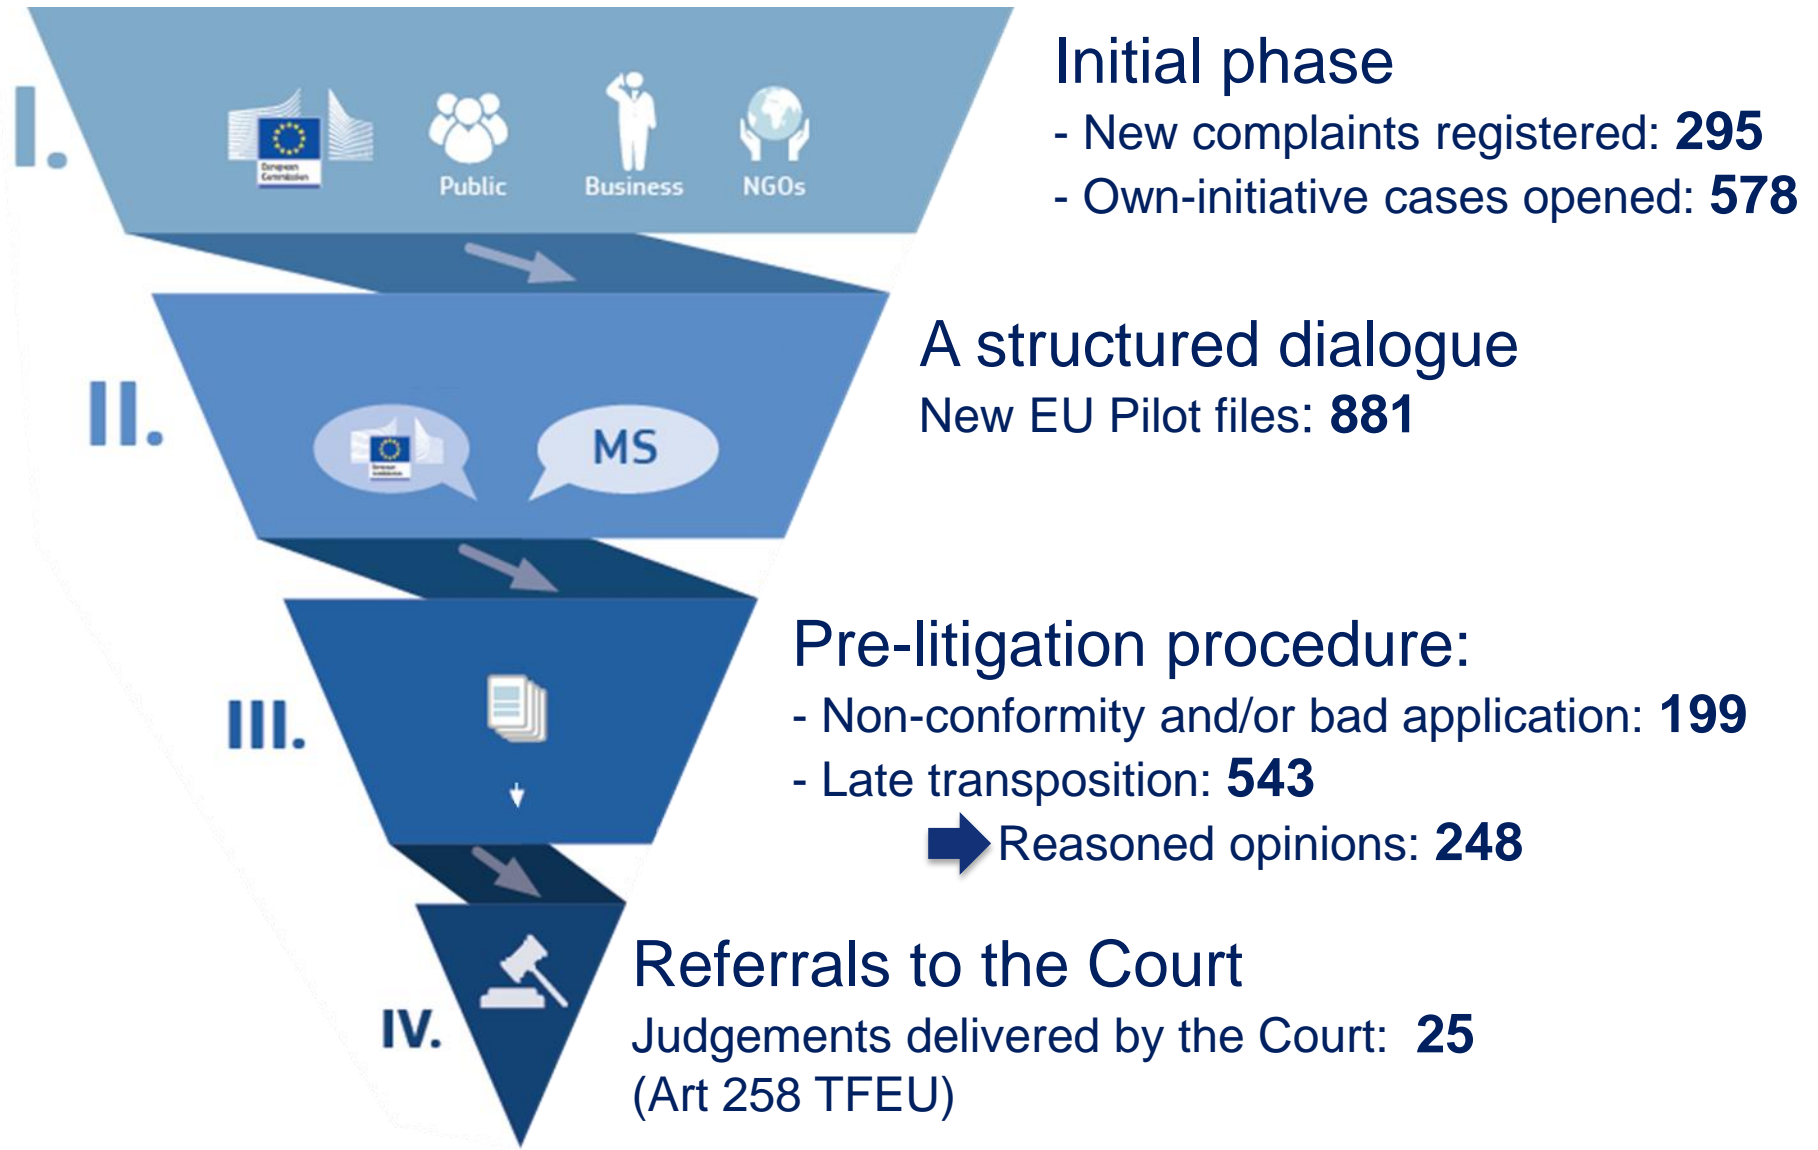 I.
European
Commission
Public
Business
NGOs
Initial phase
- New complaints registered: 295
- Own-initiative cases opened: 578
II.
MS
A structured dialogue
New EU Pilot files: 881
III.
Pre-litigation procedure:
- Non-conformity and/or bad application: 199
- Late transposition: 543
Reasoned opinions: 248
IV.
Referrals to the Court
Judgements delivered by the Court: 25
(Art 258 TFEU)